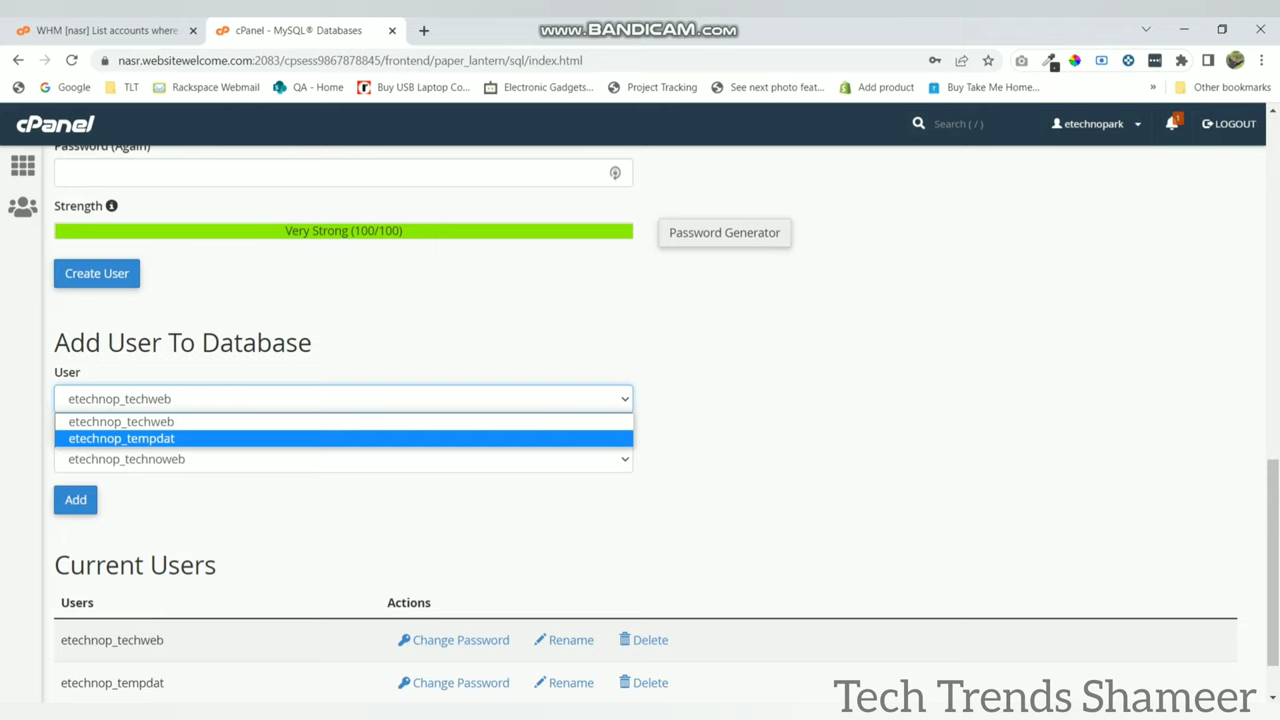 WHM [nasr] List accounts where
cPanel - MySQL® Databases
www.BANDICAM.com
nasr.websitewelcome.com:2083/cpsess9867878845/frontend/paper_lantern/sql/index.html
Google
TLT
Rackspace Webmail
QA - Home
Buy USB Laptop Co...
Electronic Gadgets...
Project Tracking
See next photo feat...
Add product
Buy Take Me Home...
»
Other bookmarks
cPanel
Search ( / )
etechnopark
1
LOGOUT
Password (Again)
Strength
Very Strong (100/100)
Password Generator
Create User
Add User To Database
User
etechnop_techweb
etechnop_techweb
etechnop_tempdat
etechnop_technoweb
Add
Current Users
Users Actions
etechnop_techweb Change Password Rename Delete
etechnop_tempdat Change Password Rename Delete
Tech Trends Shameer